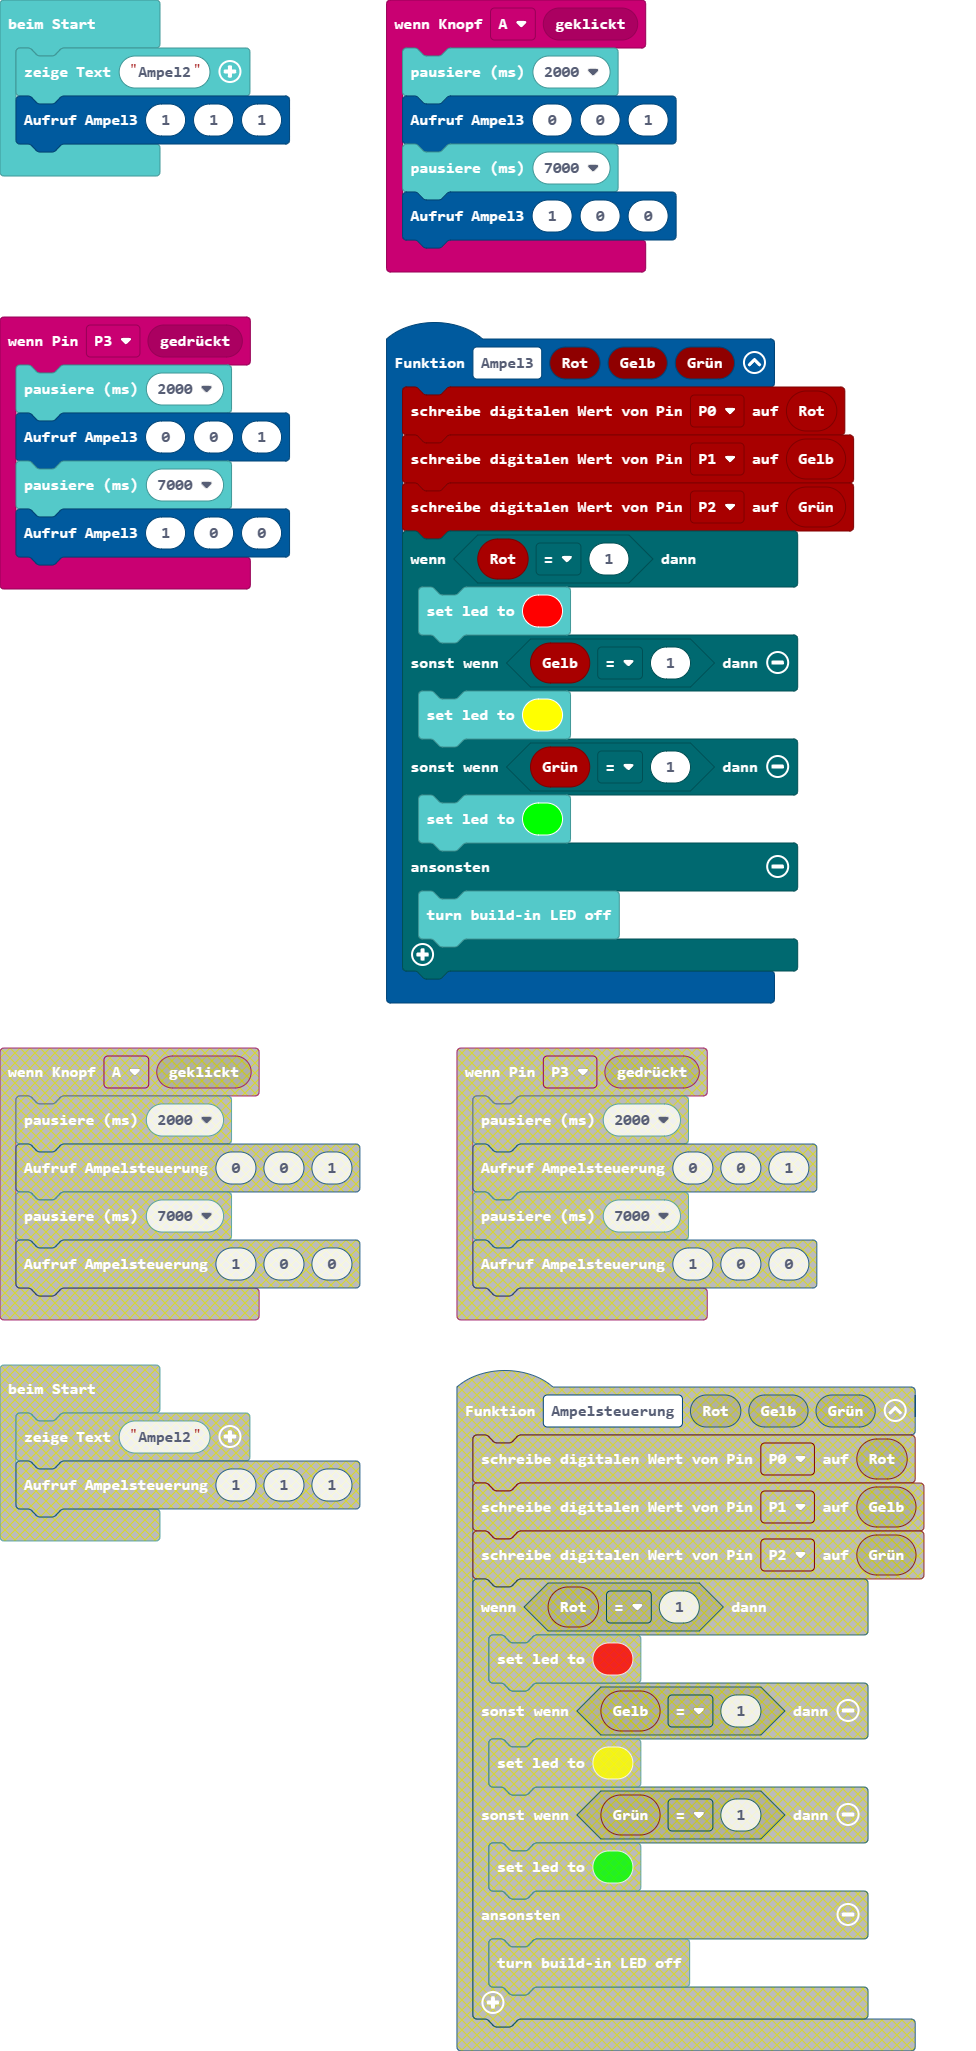 beim Start
zeige Text "Ampel2"
Aufruf Ampel3 1 1 1
wenn Knopf A geklickt
pausiere (ms) 2000
Aufruf Ampel3 0 0 1
pausiere (ms) 7000
Aufruf Ampel3 1 0 0
wenn Pin P3 gedrückt
pausiere (ms) 2000
Aufruf Ampel3 0 0 1
pausiere (ms) 7000
Aufruf Ampel3 1 0 0
Funktion Ampel3 Rot Gelb Grün
schreibe digitalen Wert von Pin P0 auf Rot
schreibe digitalen Wert von Pin P1 auf Gelb
schreibe digitalen Wert von Pin P2 auf Grün
wenn Rot = 1 dann
set led to
sonst wenn Gelb = 1 dann
set led to
sonst wenn Grün = 1 dann
set led to
ansonsten
turn build-in LED off
wenn Knopf A geklickt
pausiere (ms) 2000
Aufruf Ampelsteuerung 0 0 1
pausiere (ms) 7000
Aufruf Ampelsteuerung 1 0 0
wenn Pin P3 gedrückt
pausiere (ms) 2000
Aufruf Ampelsteuerung 0 0 1
pausiere (ms) 7000
Aufruf Ampelsteuerung 1 0 0
beim Start
zeige Text "Ampel2"
Aufruf Ampelsteuerung 1 1 1
Funktion Ampelsteuerung Rot Gelb Grün
schreibe digitalen Wert von Pin P0 auf Rot
schreibe digitalen Wert von Pin P1 auf Gelb
schreibe digitalen Wert von Pin P2 auf Grün
wenn Rot = 1 dann
set led to
sonst wenn Gelb = 1 dann
set led to
sonst wenn Grün = 1 dann
set led to
ansonsten
turn build-in LED off